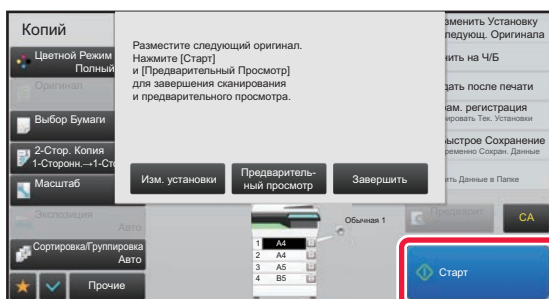 Копий
Цветной Режим
Полный
Оригинал
Выбор Бумаги
2-Стор. Копия
1-Сторонн.→1-Ст
Масштаб
Экспозиция
Авто
Сортировка/Группировка
Авто
Прочие
Разместите следующий оригинал.
Нажмите [Старт]
и [Предварительный Просмотр]
для завершения сканирования
и предварительного просмотра.
Изм. установки
Предваритель-
ный просмотр
Завершить
Обычная 1
1 A4
2 A4
3 A5
4 B5
зменить Установку
ледующ. Оригинала
нить на Ч/Б
дать после печати
ам. регистрация
ировать Тек. Установки
ыстрое Сохранение
ременно Сохран. Данные
ить Данные в Папке
Предварит
CA
Старт